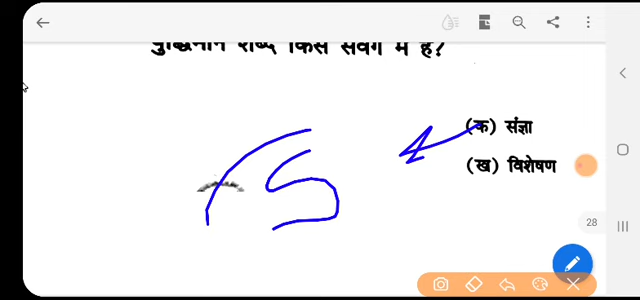 बुद्धिमान शब्द किस संवर्ग में है?
(क) संज्ञा
(ख) विशेषण
28